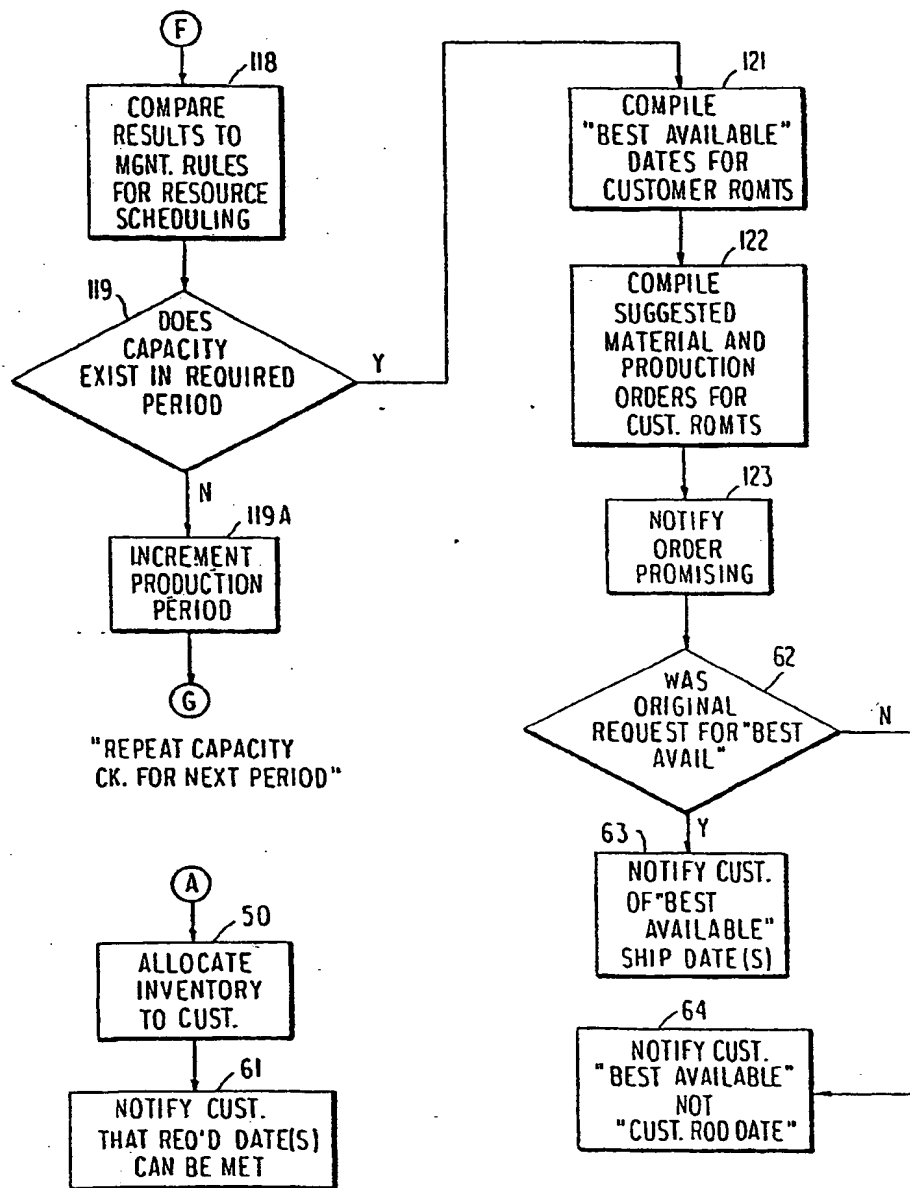 F
118
COMPARE
RESULTS TO
MGNT. RULES
FOR RESOURCE
SCHEDULING
119
DOES
CAPACITY
EXIST IN REQUIRED
PERIOD
Y
N
119A
INCREMENT
PRODUCTION
PERIOD
G
"REPEAT CAPACITY
CK. FOR NEXT PERIOD"
A
50
ALLOCATE
INVENTORY
TO CUST.
61
NOTIFY CUST.
THAT REQ'D DATE(S)
CAN BE MET
121
COMPILE
"BEST AVAILABLE"
DATES FOR
CUSTOMER RQMTS
122
COMPILE
SUGGESTED
MATERIAL AND
PRODUCTION
ORDERS FOR
CUST. RQMTS
123
NOTIFY
ORDER
PROMISING
62
WAS
ORIGINAL
REQUEST FOR "BEST
AVAIL"
N
Y
63
NOTIFY CUST.
OF "BEST
AVAILABLE"
SHIP DATE(S)
64
NOTIFY CUST.
"BEST AVAILABLE"
NOT
"CUST. RQD DATE"